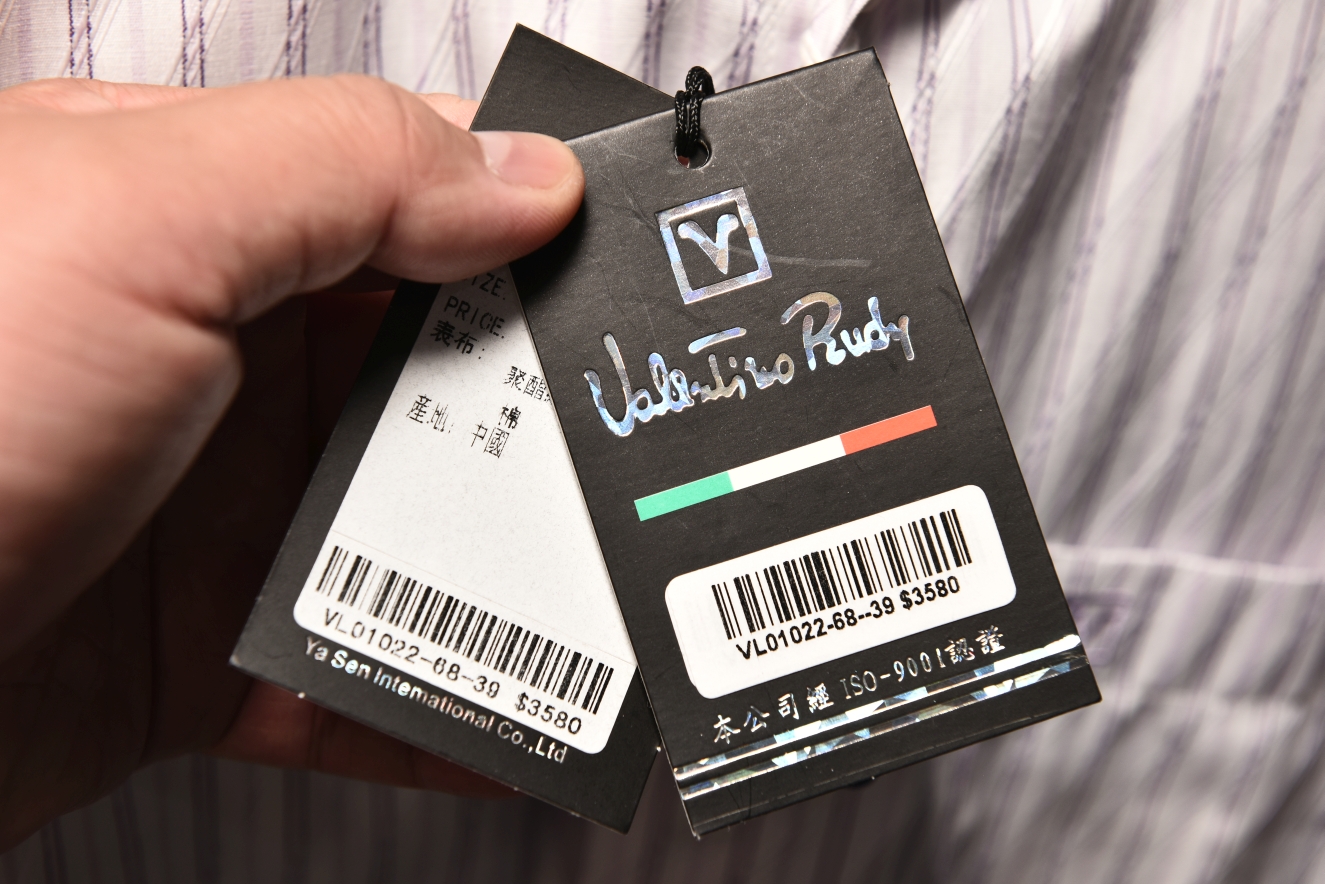 IZE:
PRICE:
表布:
聚酯
棉
產地: 中國
VL01022-68-39 $3580
Ya Sen International Co.,Ltd
V
Valentino Rudy
VL01022-68--39 $3580
本公司經 ISO-9001認證